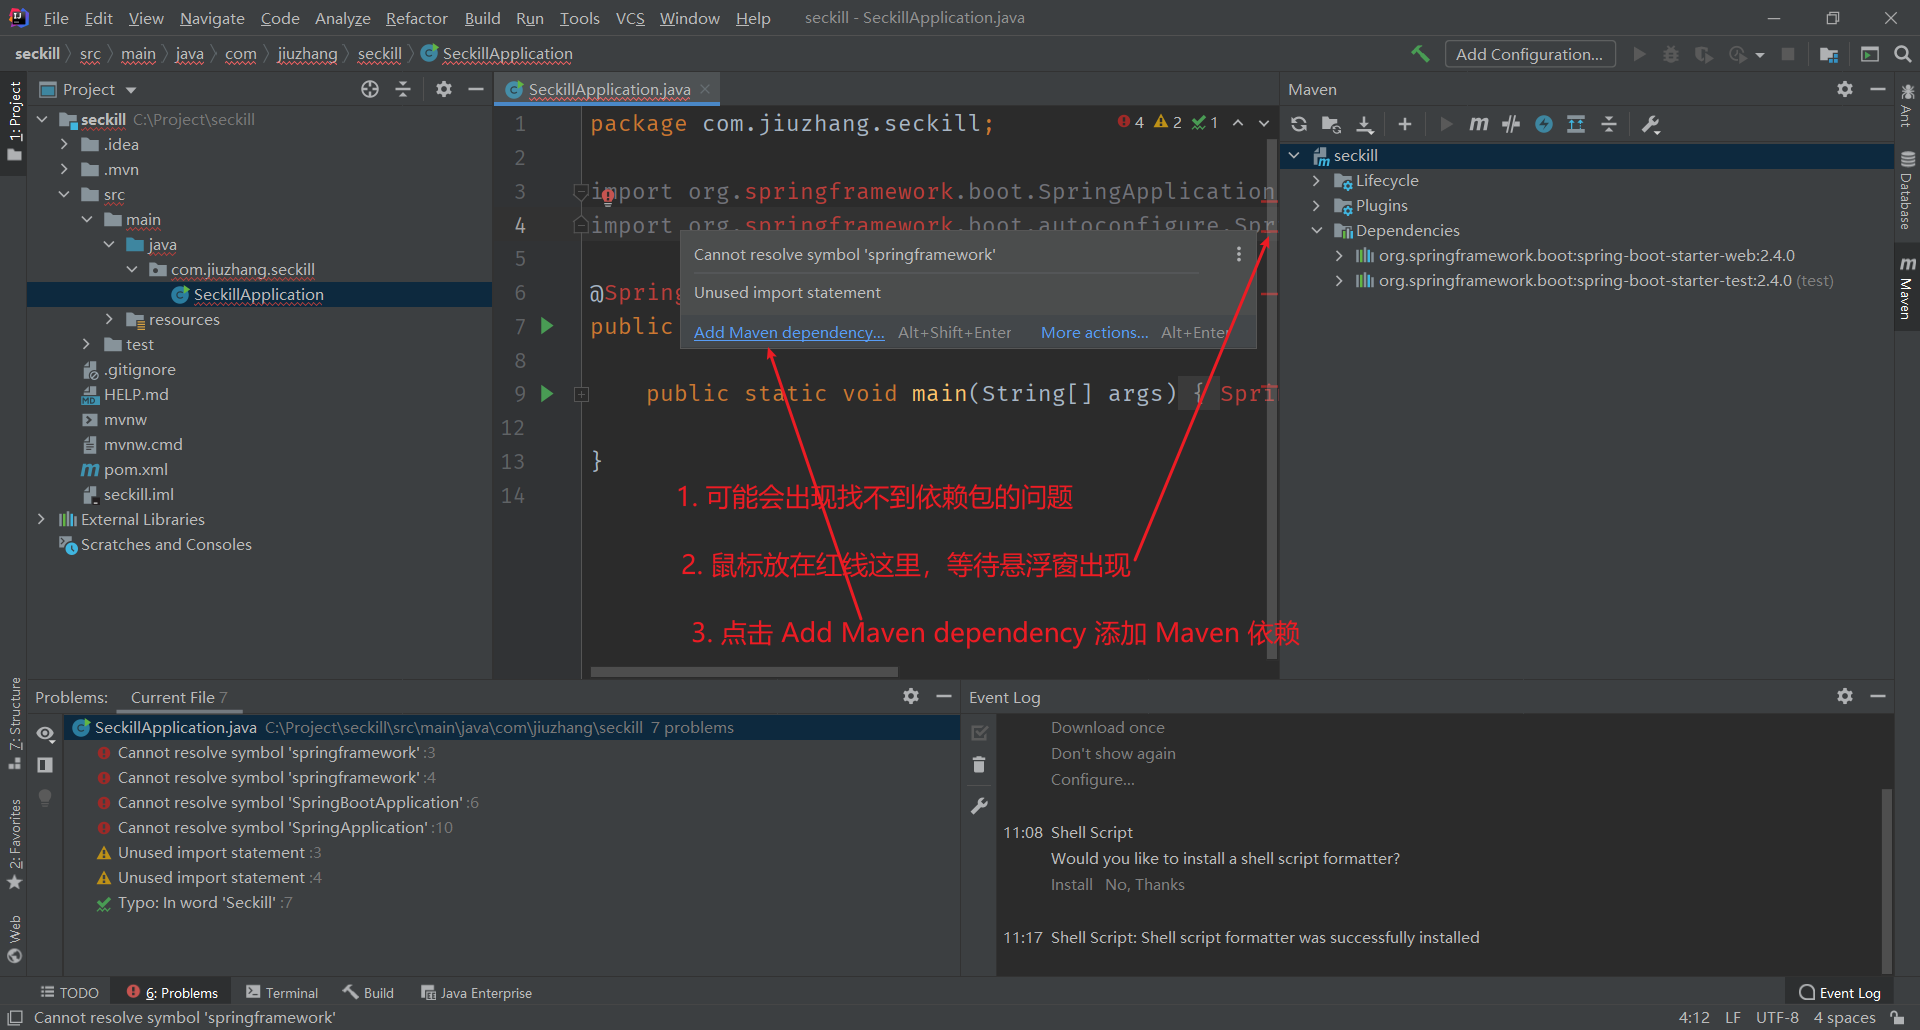 File Edit View Navigate Code Analyze Refactor Build Run Tools VCS Window Help seckill - SeckillApplication.java
seckill src main java com jiuzhang seckill SeckillApplication Add Configuration...
1: Project
7: Structure
2: Favorites
Web
Project
seckill C:\Project\seckill
.idea
.mvn
src
main
java
com.jiuzhang.seckill
SeckillApplication
resources
test
.gitignore
HELP.md
mvnw
mvnw.cmd
pom.xml
seckill.iml
External Libraries
Scratches and Consoles
SeckillApplication.java
4 2 1
1 package com.jiuzhang.seckill;
2
3 import org.springframework.boot.SpringApplication
4 import org.springframework.boot.autoconfigure.Spr
5
6 @Spring
7 public
8
9 public static void main(String[] args) { Spri
12
13 }
14
Cannot resolve symbol 'springframework'
Unused import statement
Add Maven dependency... Alt+Shift+Enter More actions... Alt+Enter
1. 可能会出现找不到依赖包的问题
2. 鼠标放在红线这里，等待悬浮窗出现
3. 点击 Add Maven dependency 添加 Maven 依赖
Maven
seckill
Lifecycle
Plugins
Dependencies
org.springframework.boot:spring-boot-starter-web:2.4.0
org.springframework.boot:spring-boot-starter-test:2.4.0 (test)
Ant
Database
Maven
Problems: Current File 7
SeckillApplication.java C:\Project\seckill\src\main\java\com\jiuzhang\seckill 7 problems
Cannot resolve symbol 'springframework' :3
Cannot resolve symbol 'springframework' :4
Cannot resolve symbol 'SpringBootApplication' :6
Cannot resolve symbol 'SpringApplication' :10
Unused import statement :3
Unused import statement :4
Typo: In word 'Seckill' :7
Event Log
Download once
Don't show again
Configure...
11:08 Shell Script
Would you like to install a shell script formatter?
Install No, Thanks
11:17 Shell Script: Shell script formatter was successfully installed
TODO 6: Problems Terminal Build Java Enterprise Event Log
Cannot resolve symbol 'springframework' 4:12 LF UTF-8 4 spaces